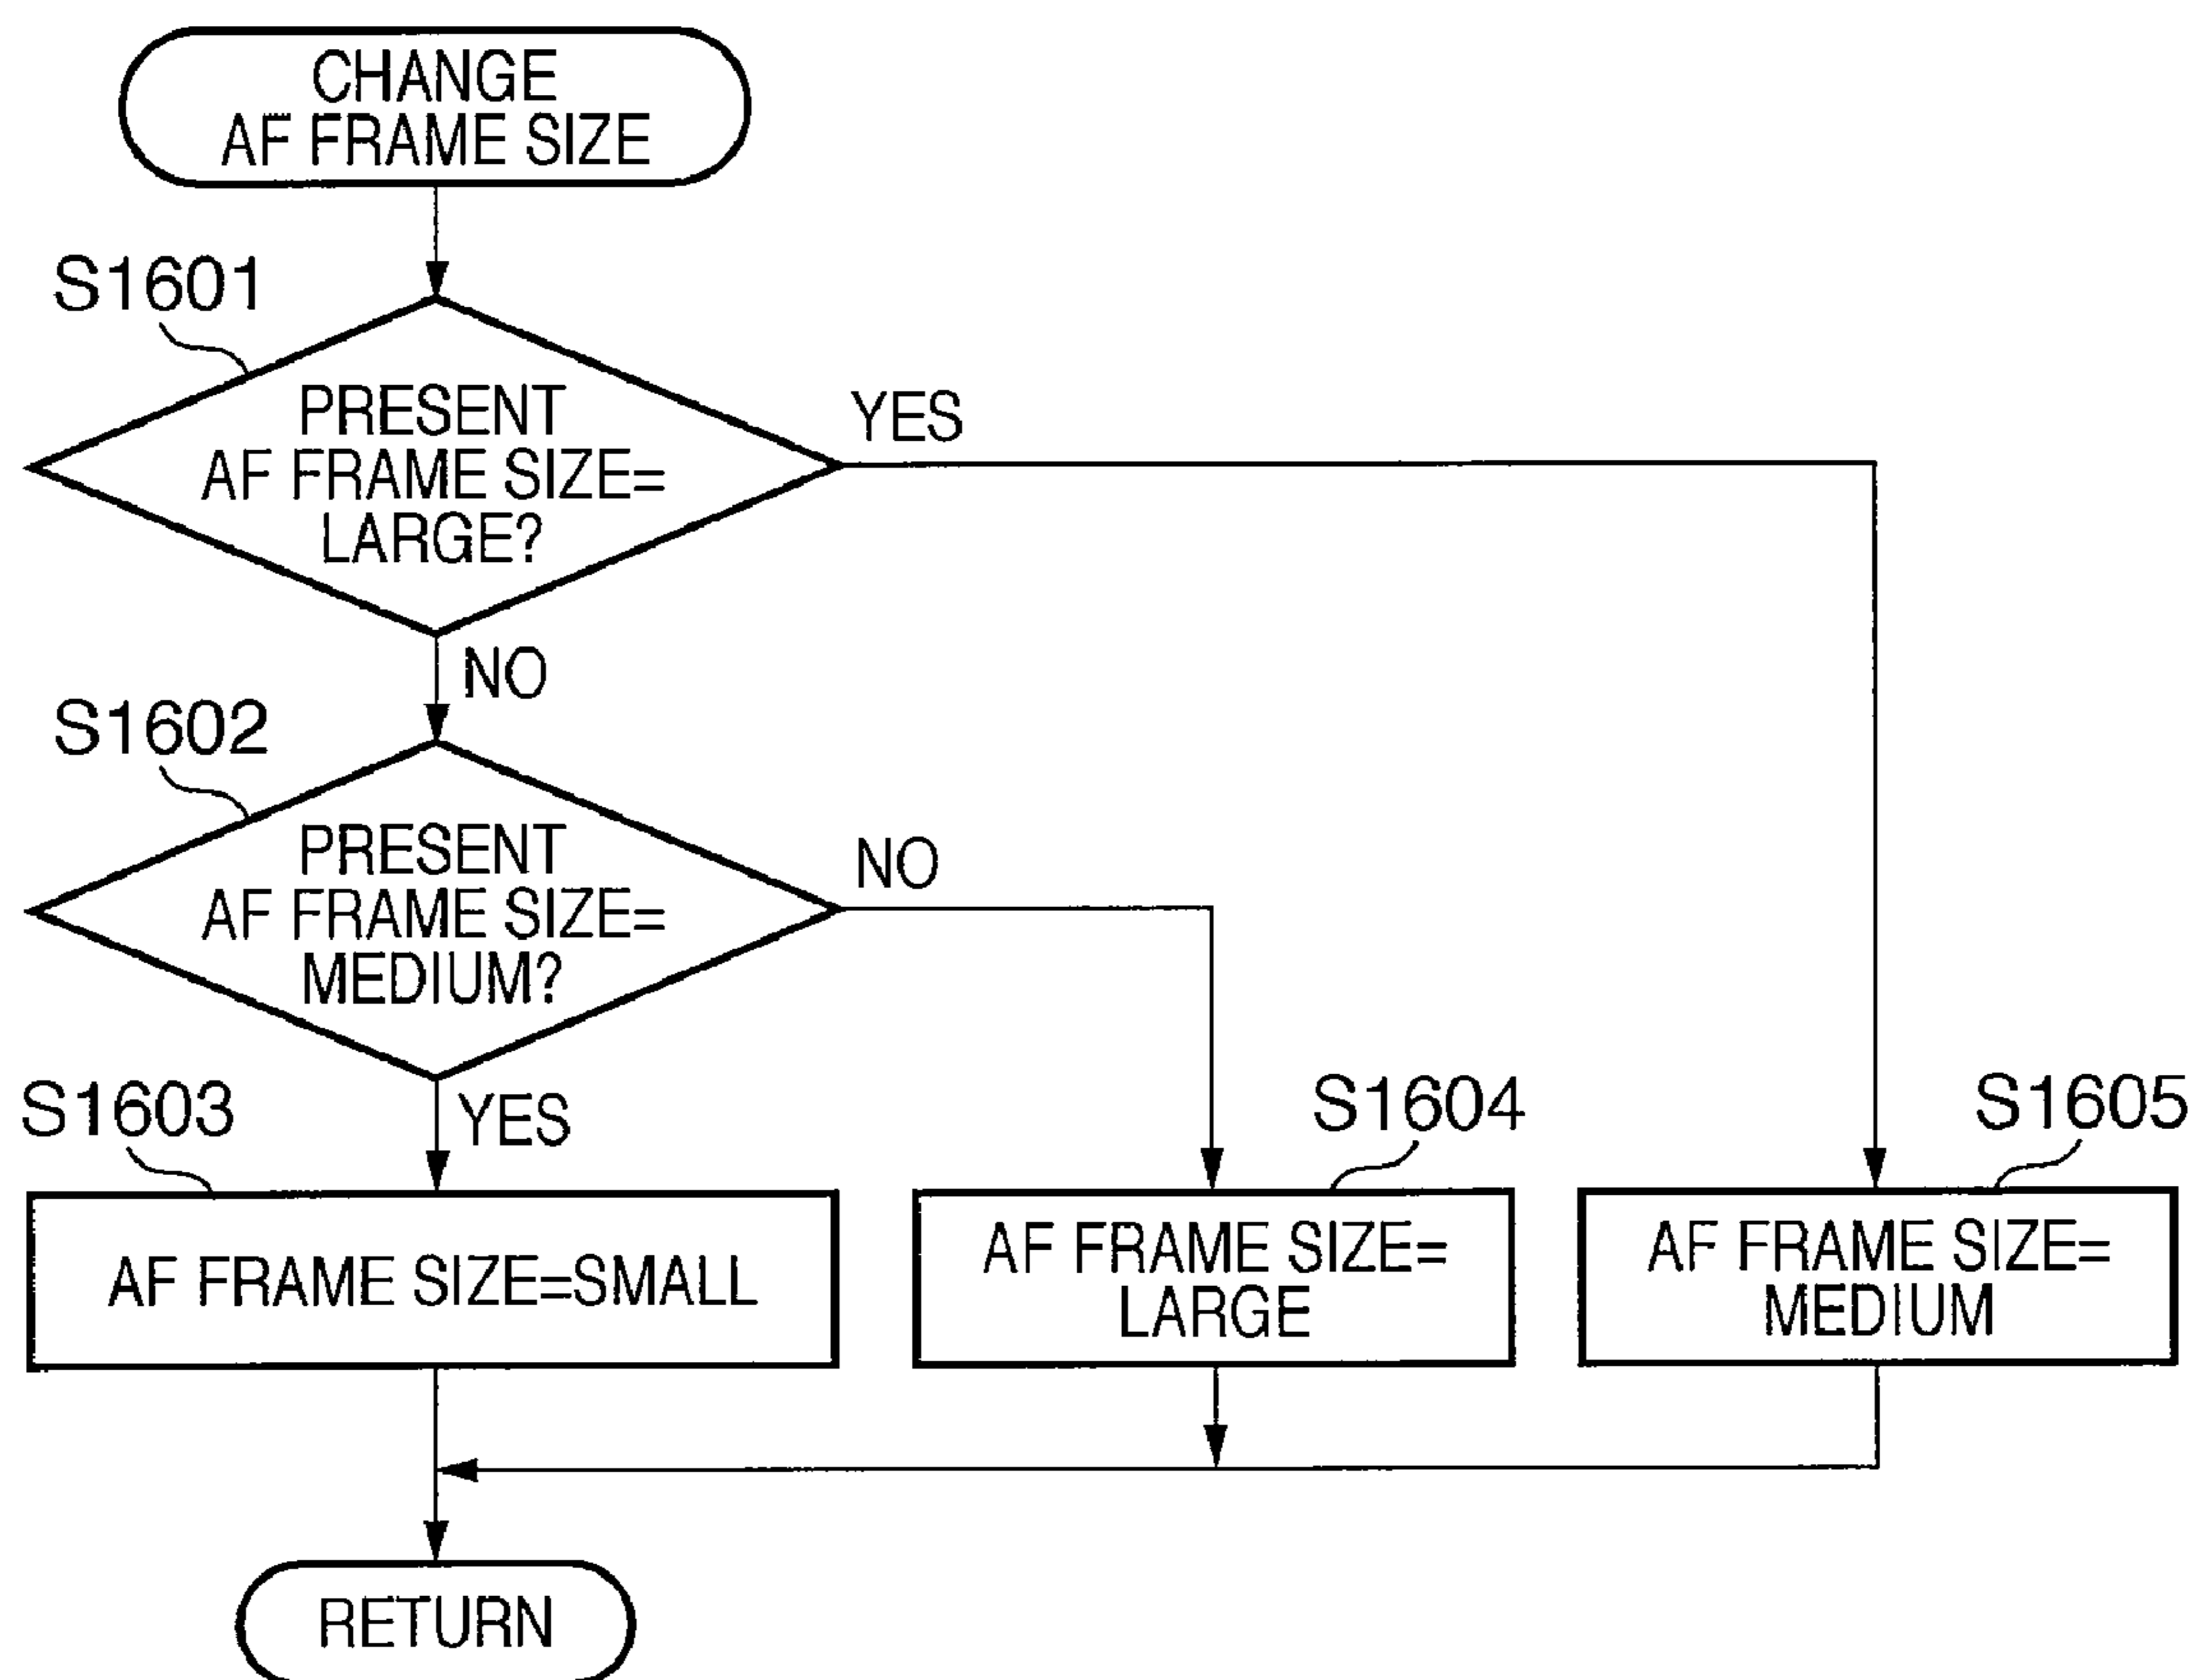 CHANGE
AF FRAME SIZE
S1601
PRESENT
AF FRAME SIZE=
LARGE?
YES
NO
S1602
PRESENT
AF FRAME SIZE=
MEDIUM?
NO
YES
S1603
AF FRAME SIZE=SMALL
S1604
AF FRAME SIZE=
LARGE
S1605
AF FRAME SIZE=
MEDIUM
RETURN